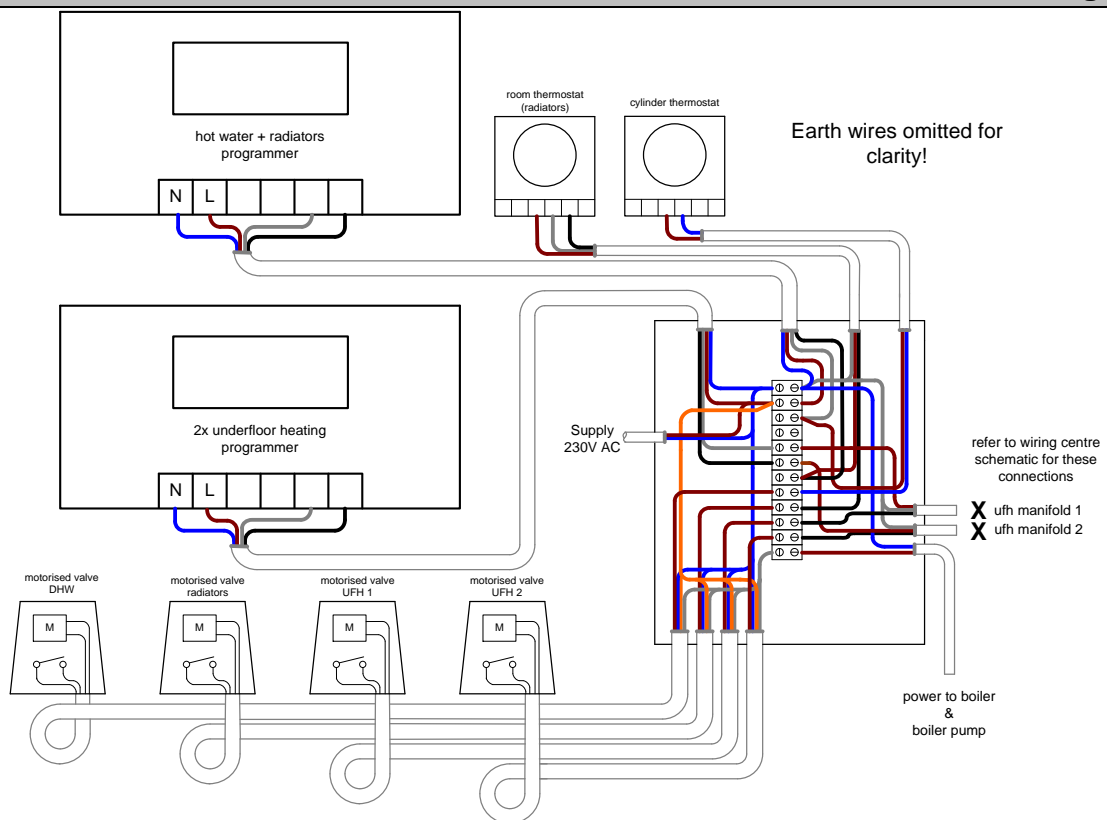 hot water + radiators
programmer
N L
room thermostat
(radiators)
cylinder thermostat
Earth wires omitted for
clarity!
2x underfloor heating
programmer
N L
Supply
230V AC
refer to wiring centre
schematic for these
connections
X ufh manifold 1
X ufh manifold 2
motorised valve
DHW
M
motorised valve
radiators
M
motorised valve
UFH 1
M
motorised valve
UFH 2
M
power to boiler
&
boiler pump